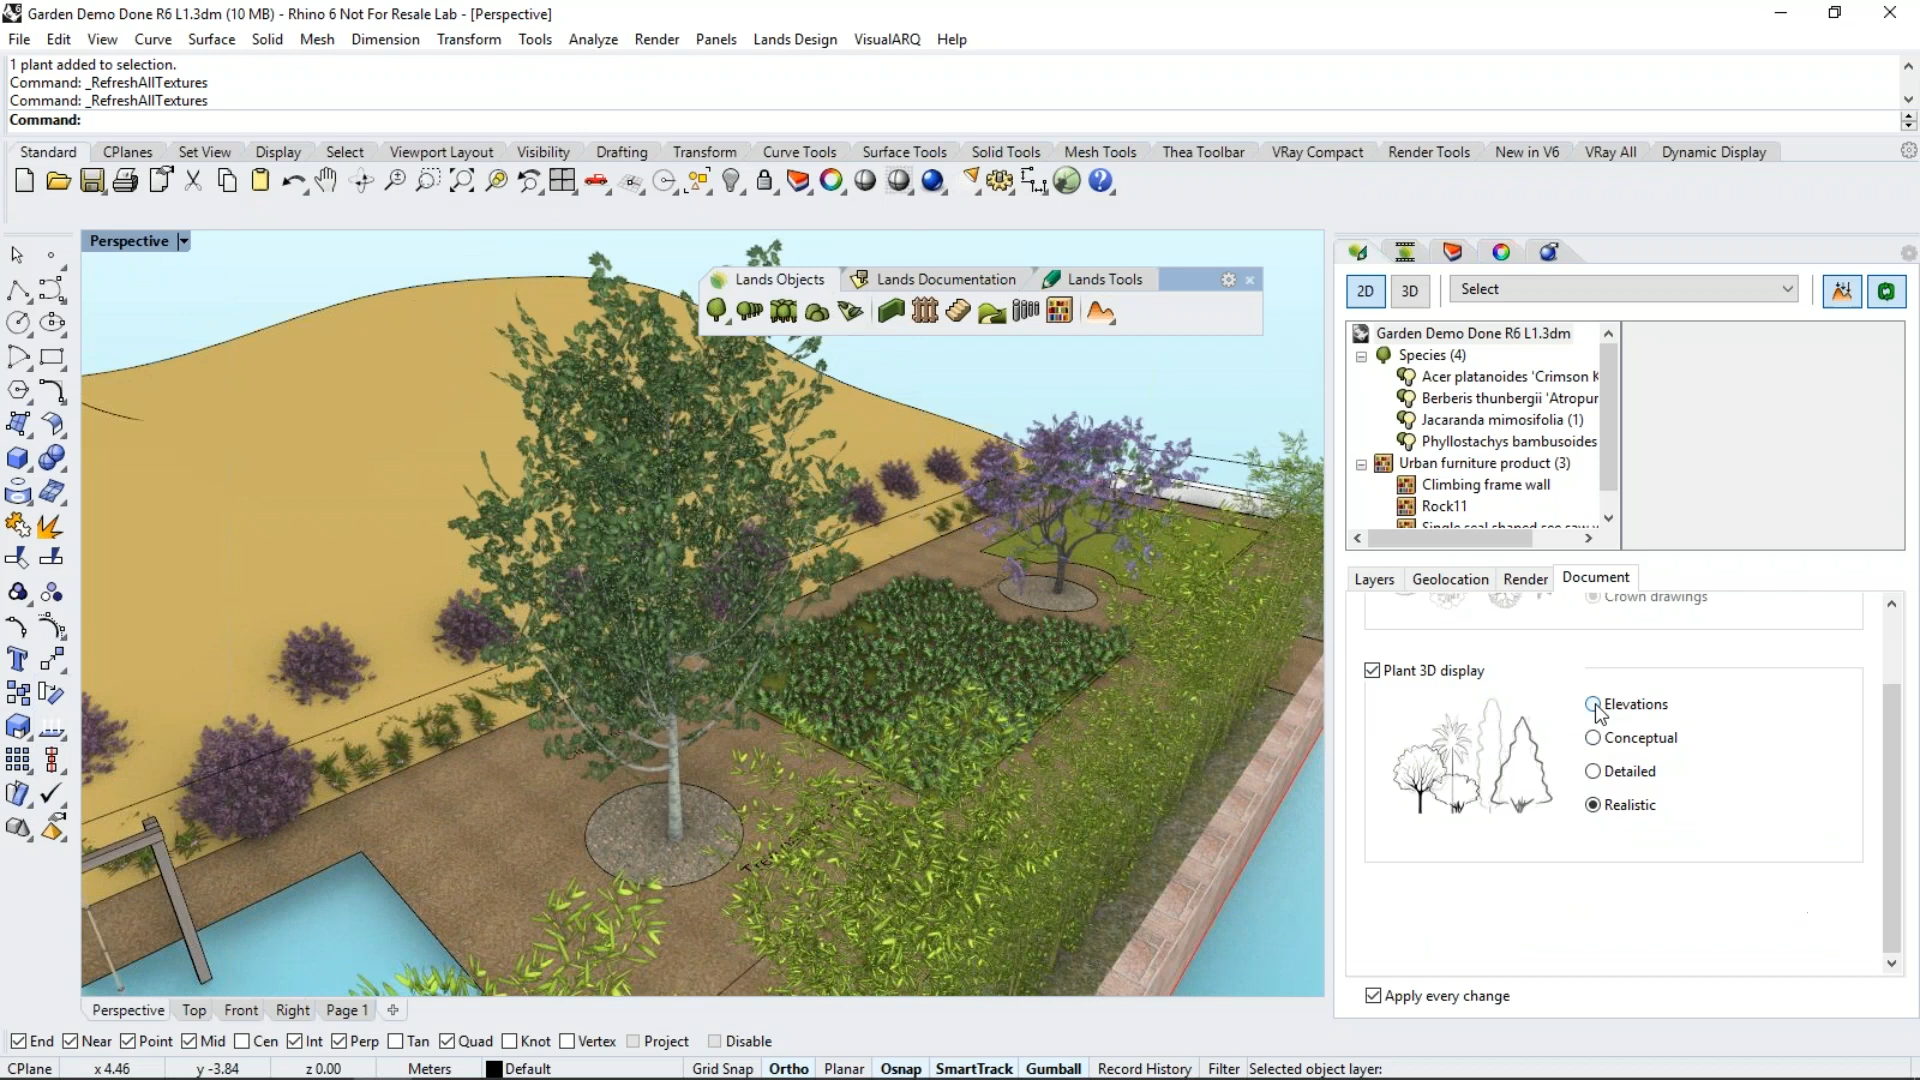 Garden Demo Done R6 L1.3dm (10 MB) - Rhino 6 Not For Resale Lab - [Perspective]
File Edit View Curve Surface Solid Mesh Dimension Transform Tools Analyze Render Panels Lands Design VisualARQ Help
1 plant added to selection.
Command: _RefreshAllTextures
Command: _RefreshAllTextures
Command:
Standard CPlanes Set View Display Select Viewport Layout Visibility Drafting Transform Curve Tools Surface Tools Solid Tools Mesh Tools Thea Toolbar VRay Compact Render Tools New in V6 VRay All Dynamic Display
Perspective
Lands Objects Lands Documentation Lands Tools
2D 3D Select
Garden Demo Done R6 L1.3dm
Species (4)
Acer platanoides 'Crimson K
Berberis thunbergii 'Atropur
Jacaranda mimosifolia (1)
Phyllostachys bambusoides
Urban furniture product (3)
Climbing frame wall
Rock11
Layers Geolocation Render Document
Crown drawings
Plant 3D display
Elevations
Conceptual
Detailed
Realistic
Apply every change
Perspective Top Front Right Page 1
End Near Point Mid Cen Int Perp Tan Quad Knot Vertex Project Disable
CPlane x 4.46 y -3.84 z 0.00 Meters Default Grid Snap Ortho Planar Osnap SmartTrack Gumball Record History Filter Selected object layer: